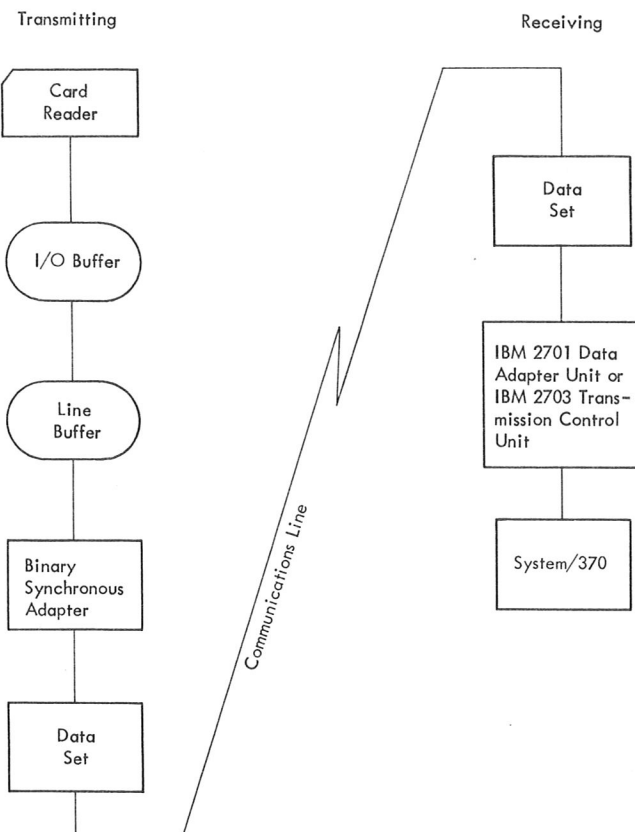 Transmitting
Card
Reader
I/O Buffer
Line
Buffer
Binary
Synchronous
Adapter
Data
Set
Communications Line
Receiving
Data
Set
IBM 2701 Data
Adapter Unit or
IBM 2703 Trans-
mission Control
Unit
System/370